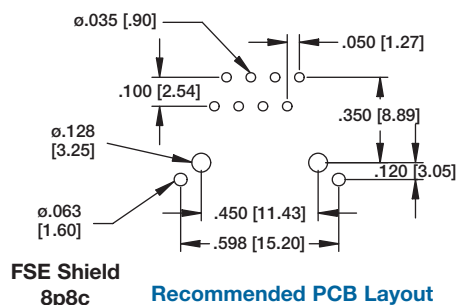 ø.035 [.90]
.050 [1.27]
.100 [2.54]
.350 [8.89]
ø.128
[3.25]
.120 [3.05]
ø.063
[1.60]
.450 [11.43]
.598 [15.20]
FSE Shield
8p8c
Recommended PCB Layout